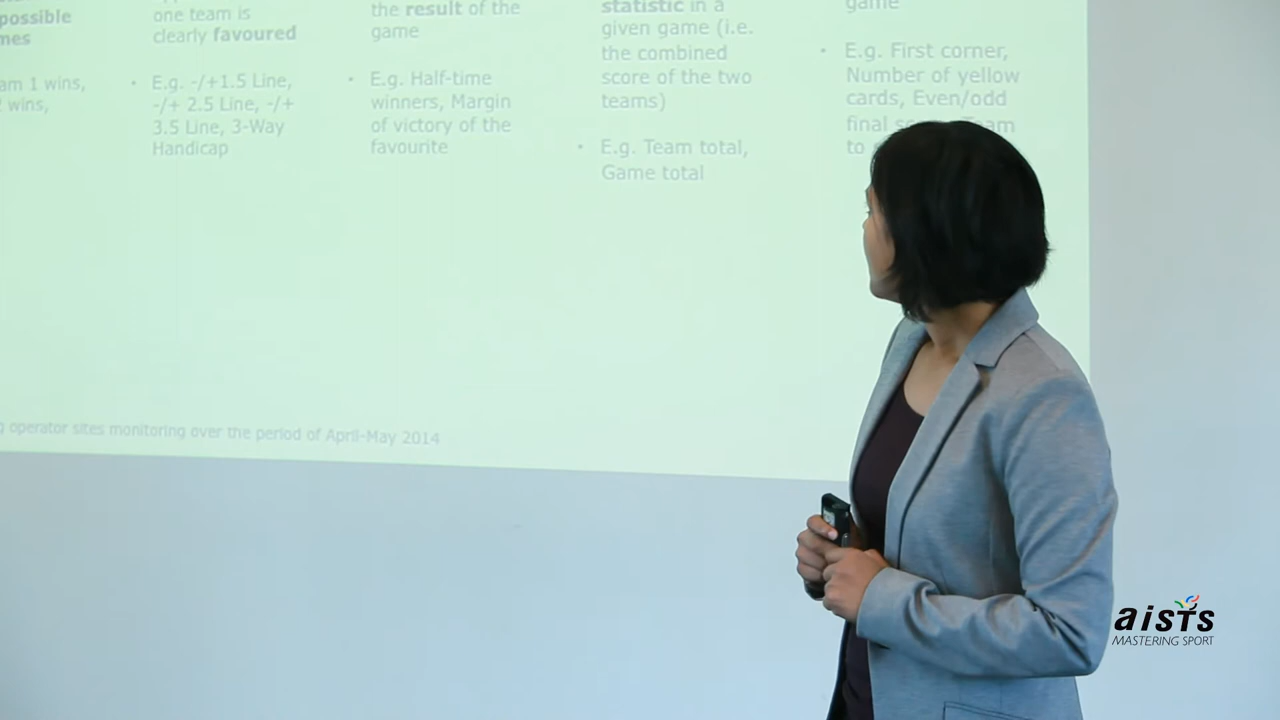 possible
one team is
clearly favoured
E.g. -/+1.5 Line,
-/+ 2.5 Line, -/+
3.5 Line, 3-Way
Handicap
the result of the
game
E.g. Half-time
winners, Margin
of victory of the
favourite
statistic in a
given game (i.e.
the combined
score of the two
teams)
E.g. Team total,
Game total
game
E.g. First corner,
Number of yellow
cards, Even/odd
final Team
to
wins,
wins,
operator sites monitoring over the period of April-May 2014
aists
MASTERING SPORT